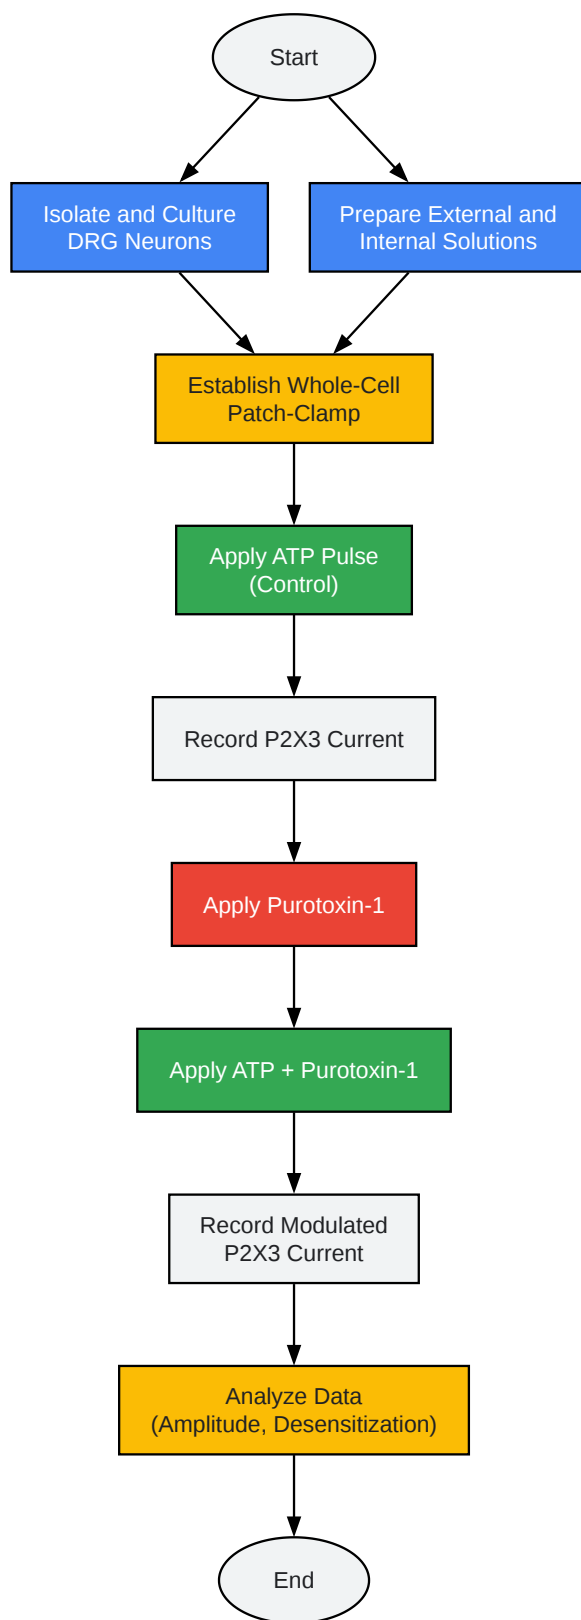 Start
Isolate and Culture
DRG Neurons
Prepare External and
Internal Solutions
Establish Whole-Cell
Patch-Clamp
Apply ATP Pulse
(Control)
Record P2X3 Current
Apply Purotoxin-1
Apply ATP + Purotoxin-1
Record Modulated
P2X3 Current
Analyze Data
(Amplitude, Desensitization)
End